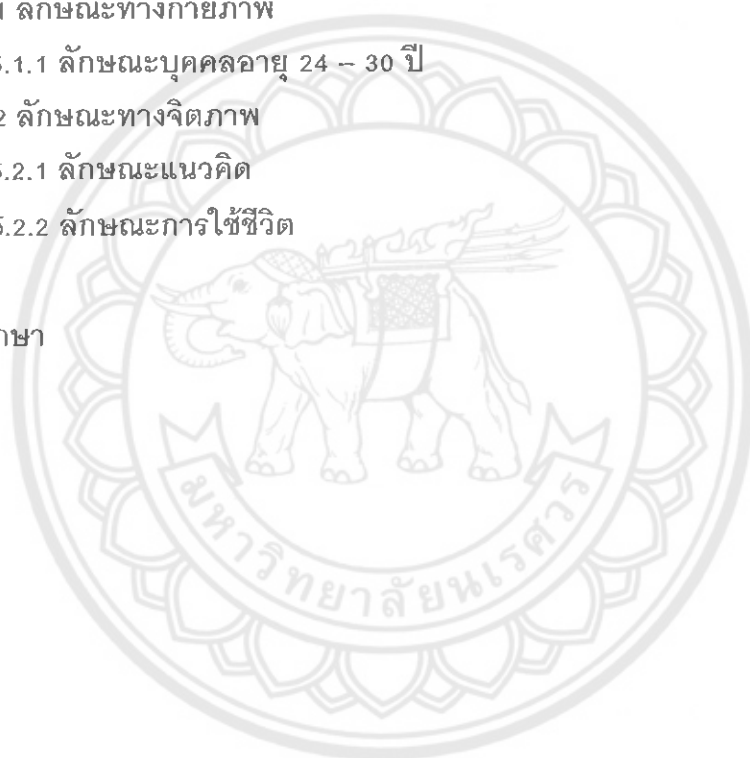 ลักษณะทางกายภาพ
5.1.1 ลักษณะบุคคลอายุ 24 – 30 ปี
2 ลักษณะทางจิตภาพ
5.2.1 ลักษณะแนวคิด
5.2.2 ลักษณะการใช้ชีวิต
กษา
มหาวิทยาลัยนเรศวร